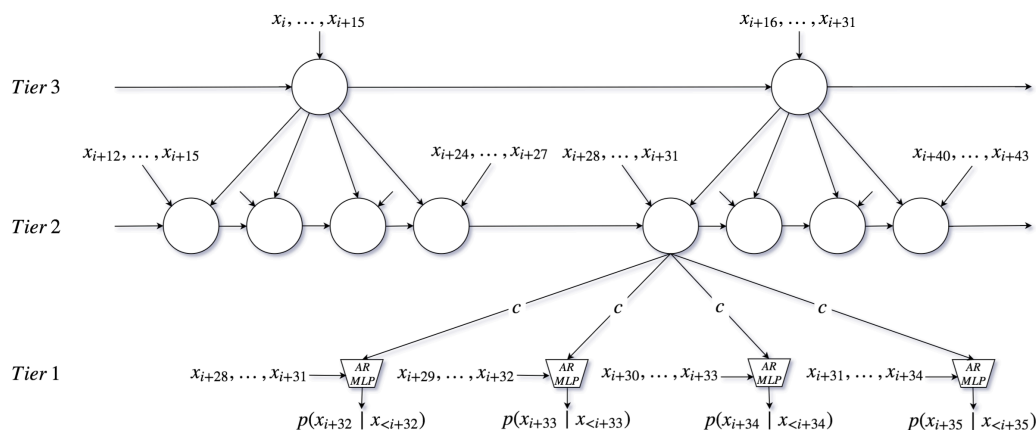 x_i, … , x_{i+15} x_{i+16}, … , x_{i+31}
Tier 3
x_{i+12}, … , x_{i+15} x_{i+24}, … , x_{i+27} x_{i+28}, … , x_{i+31} x_{i+40}, … , x_{i+43}
Tier 2
c c c c
Tier 1 x_{i+28}, … , x_{i+31} AR MLP x_{i+29}, … , x_{i+32} AR MLP x_{i+30}, … , x_{i+33} AR MLP x_{i+31}, … , x_{i+34} AR MLP
p(x_{i+32} | x_{<i+32}) p(x_{i+33} | x_{<i+33}) p(x_{i+34} | x_{<i+34}) p(x_{i+35} | x_{<i+35})